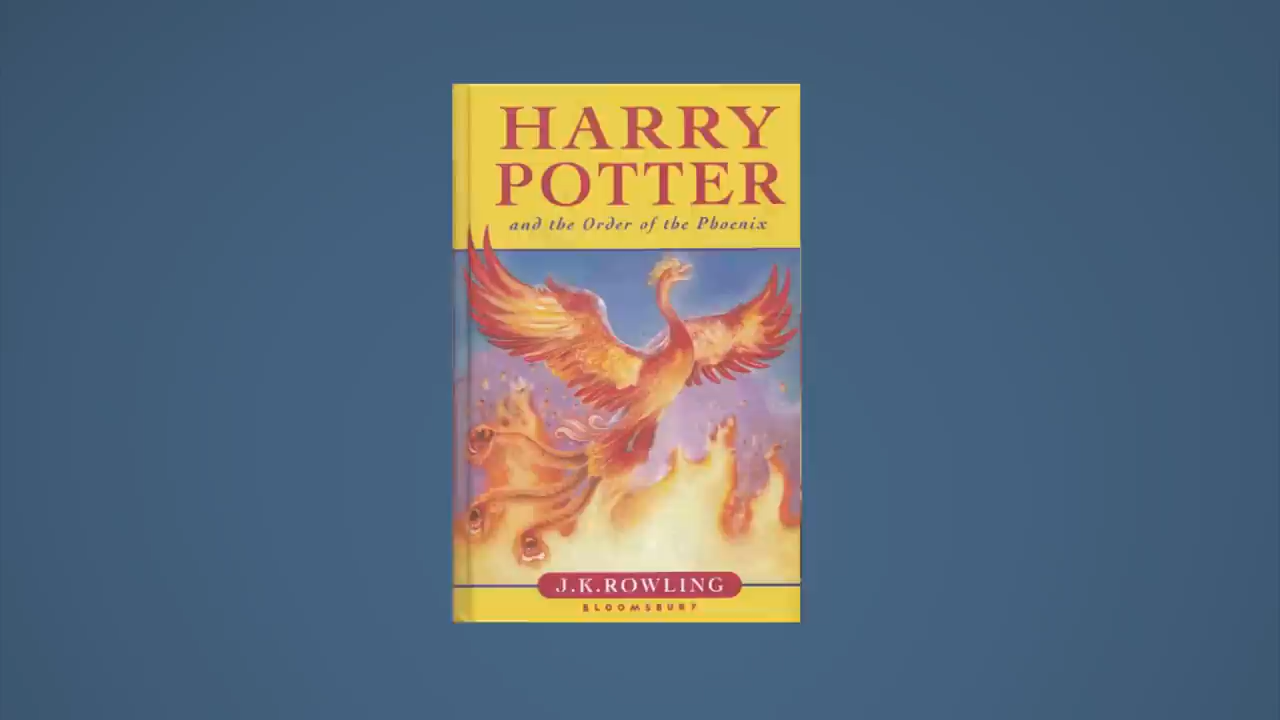 HARRY
POTTER
and the Order of the Phoenix
J.K.ROWLING
BLOOMSBURY